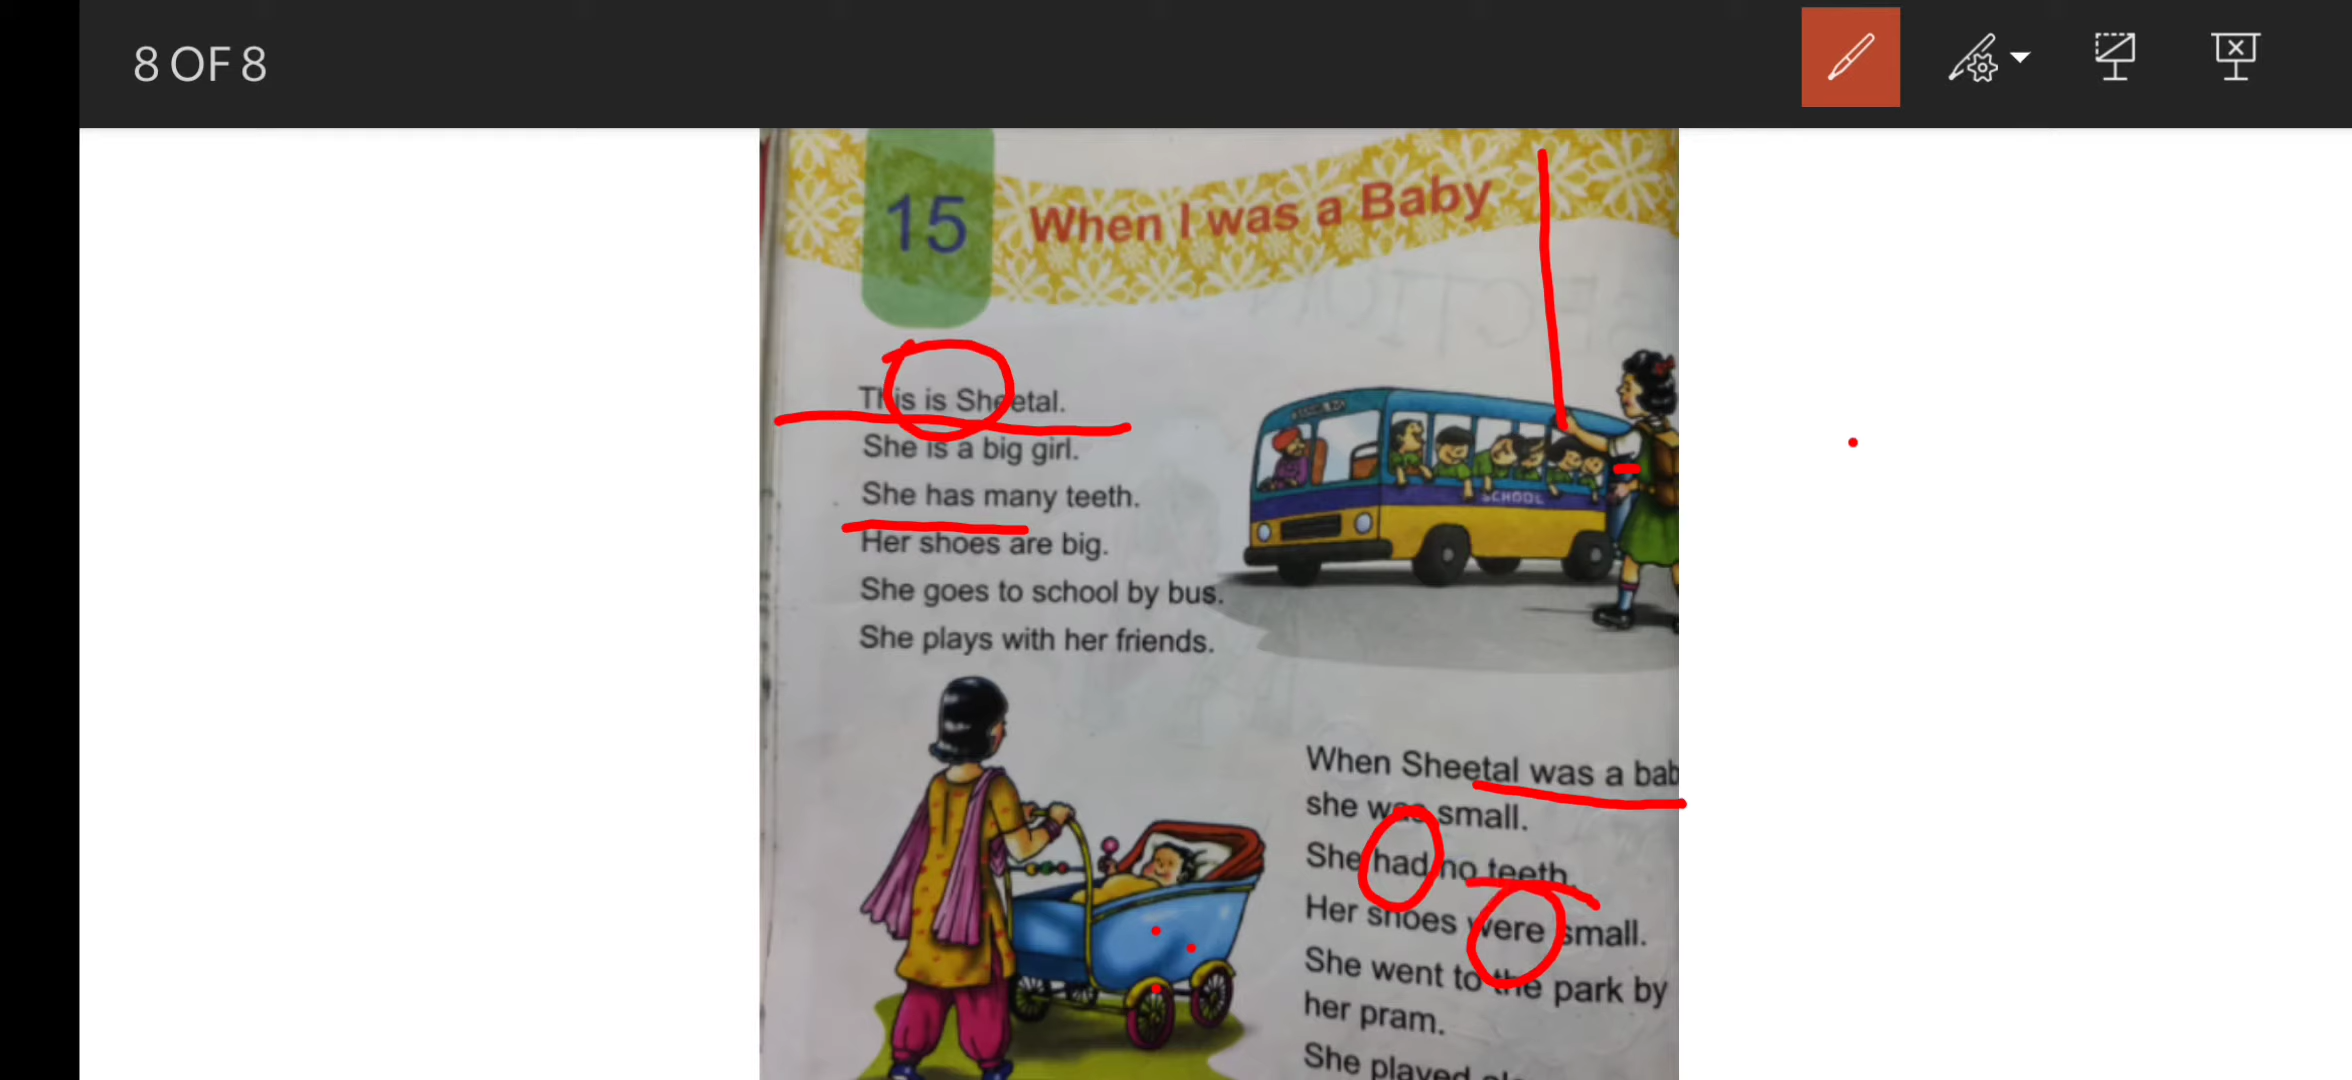 8 OF 8
15
When I was a Baby
This is Sheetal.
She is a big girl.
She has many teeth.
Her shoes are big.
She goes to school by bus.
She plays with her friends.
SCHOOL
When Sheetal was a bab
she was small.
She had no teeth.
Her shoes were small.
She went to the park by
her pram.
She played